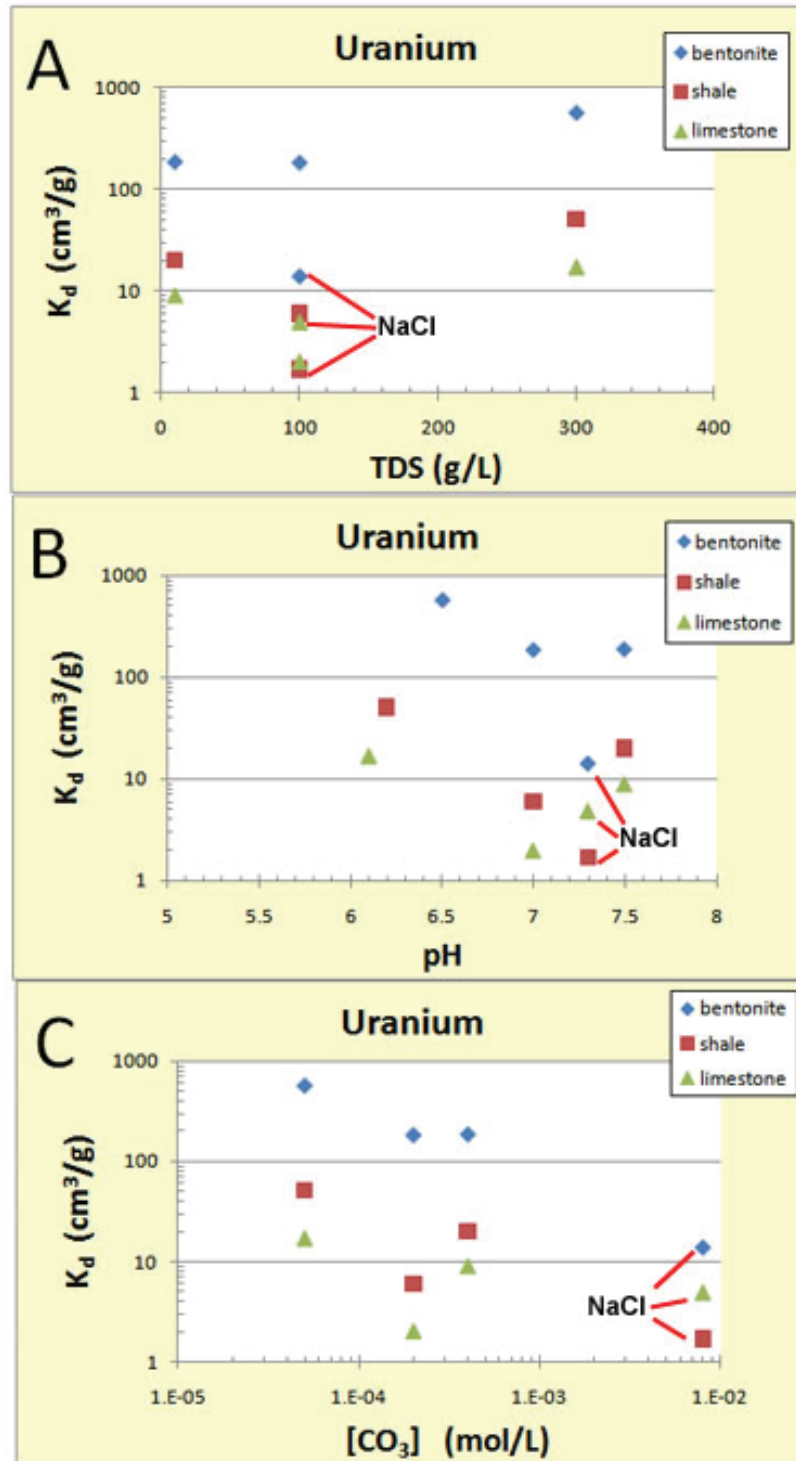 A
Uranium
bentonite
shale
limestone
1000
100
10
1
K_d (cm³/g)
NaCl
0
100
200
300
400
TDS (g/L)
B
Uranium
bentonite
shale
limestone
1000
100
10
1
K_d (cm³/g)
NaCl
5
5.5
6
6.5
7
7.5
8
pH
C
Uranium
bentonite
shale
limestone
1000
100
10
1
K_d (cm³/g)
NaCl
1.E-05
1.E-04
1.E-03
1.E-02
[CO₃] (mol/L)